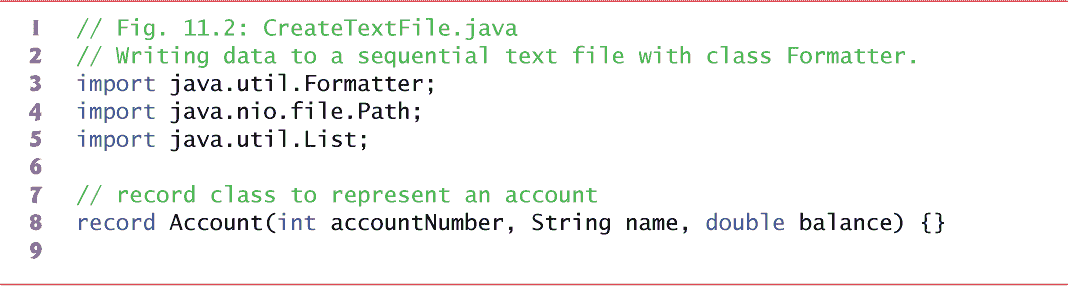 1 // Fig. 11.2: CreateTextFile.java
2 // Writing data to a sequential text file with class Formatter.
3 import java.util.Formatter;
4 import java.nio.file.Path;
5 import java.util.List;
6
7 // record class to represent an account
8 record Account(int accountNumber, String name, double balance) {}
9